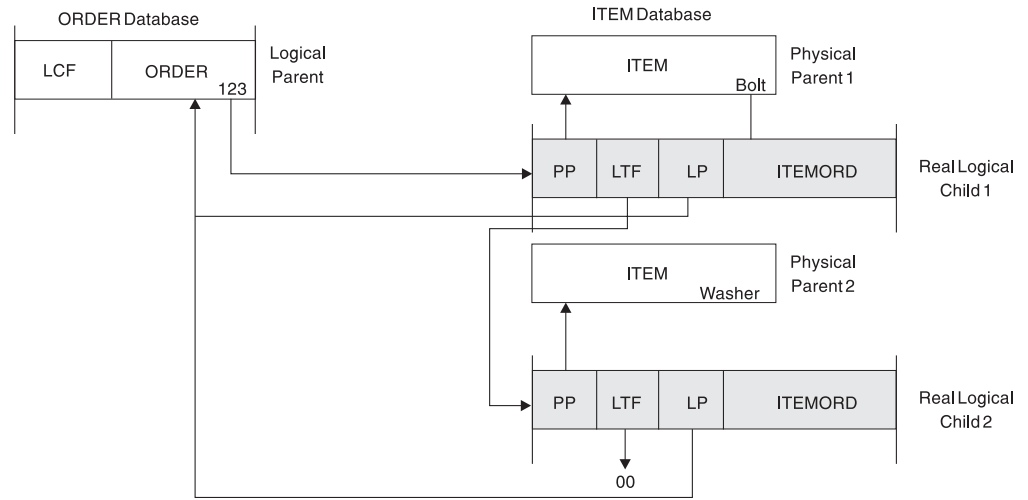 ORDER Database
ITEM Database
LCF
ORDER
123
Logical
Parent
ITEM
Bolt
Physical
Parent 1
PP
LTF
LP
ITEMORD
Real Logical
Child 1
ITEM
Washer
Physical
Parent 2
PP
LTF
LP
ITEMORD
Real Logical
Child 2
00